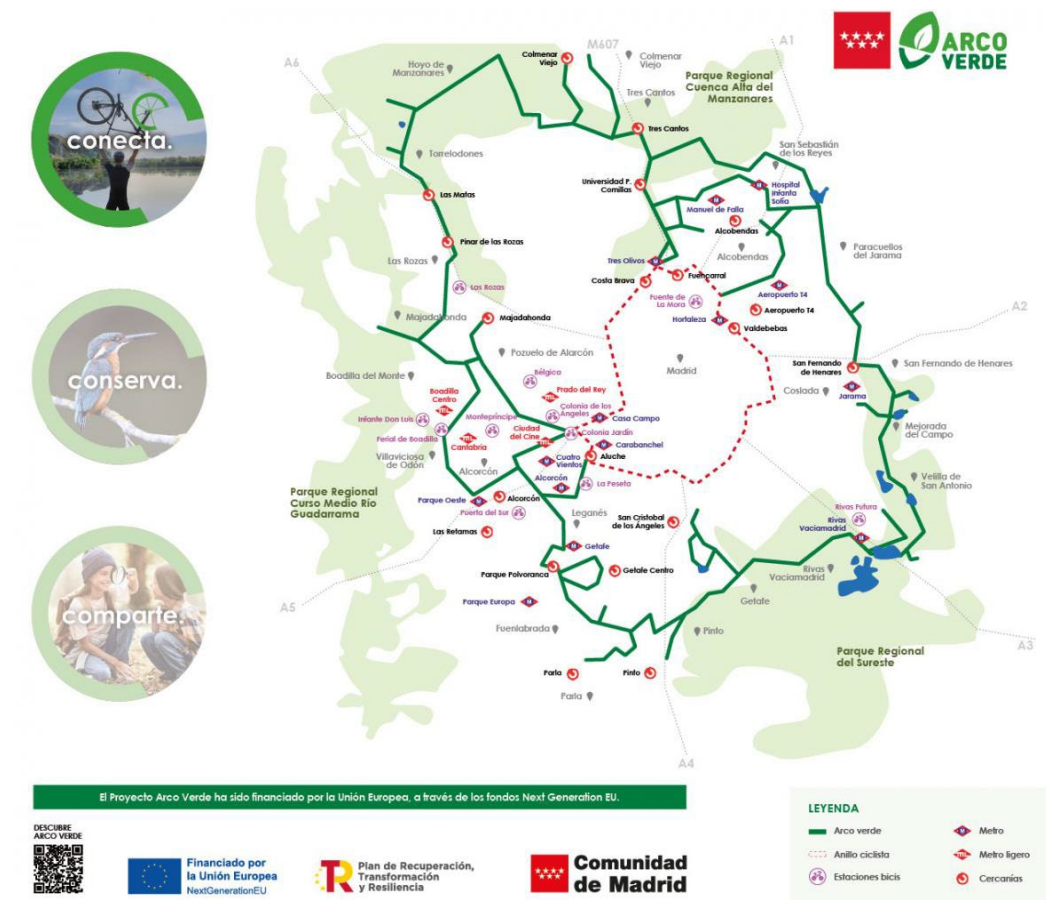 ARCO
VERDE
conecta.
conserva.
comparte.
A6
M607
A1
Colmenar
Viejo
Colmenar
Viejo
Hoyo de
Manzanares
Parque Regional
Cuenca Alta del
Manzanares
Tres Cantos
Tres Cantos
San Sebastián
de los Reyes
Torrelodones
Universidad P.
Comillas
Hospital
Infanta
Sofía
Las Matas
Manuel de Falla
Alcobendas
Pinar de las Rozas
Alcobendas
Paracuellos
del Jarama
Las Rozas
Tres Olivos
Fuencarral
Costa Brava
Las Rozas
Fuente de
La Mora
Aeropuerto T4
Aeropuerto T4
A2
Majadahonda
Majadahonda
Hortaleza
Valdebebas
Pozuelo de Alarcón
Madrid
San Fernando
de Henares
San Fernando de Henares
Boadilla del Monte
Bélgica
Coslada
Jarama
Boadilla
Centro
Prado del Rey
Colonia de los
Ángeles
Infante Don Luis
Montepríncipe
Casa Campo
Mejorada
del Campo
Ferial de Boadilla
Cantabria
Ciudad
del Cine
Colonia Jardín
Carabanchel
Villaviciosa
de Odón
Alcorcón
Cuatro
Vientos
Aluche
Velilla de
San Antonio
Parque Regional
Curso Medio Río
Guadarrama
Alcorcón
La Peseta
Parque Oeste
Alcorcón
Puerta del Sur
Rivas Futura
Leganés
San Cristobal
de los Ángeles
Rivas
Vaciamadrid
Las Retamas
Getafe
Parque Polvoranca
Getafe Centro
Rivas
Vaciamadrid
A5
Parque Europa
Getafe
Fuenlabrada
Pinto
A3
Parque Regional
del Sureste
Parla
Pinto
Parla
A4
El Proyecto Arco Verde ha sido financiado por la Unión Europea, a través de los fondos Next Generation EU.
DESCUBRE
ARCO VERDE
Financiado por
la Unión Europea
NextGenerationEU
Plan de Recuperación,
Transformación
y Resiliencia
Comunidad
de Madrid
LEYENDA
Arco verde
Metro
Anillo ciclista
Metro ligero
Estaciones bicis
Cercanías